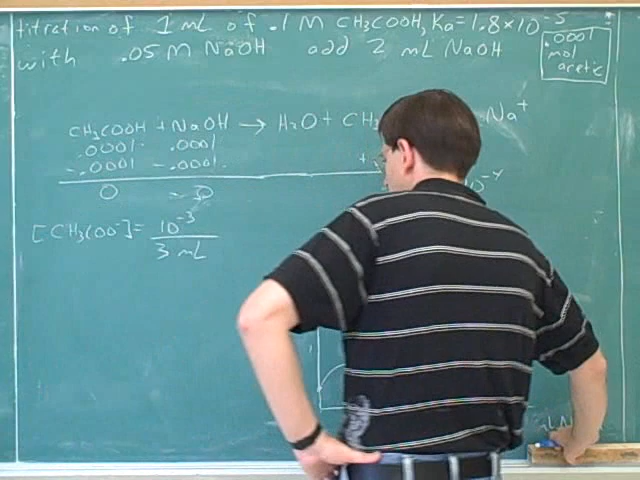 titration of 1 mL of .1 M CH3COOH, Ka = 1.8×10^-5
with .05 M NaOH add 2 mL NaOH
.0001
mol
acetic
CH3COOH + NaOH → H2O + CH3 Na+
.0001 .0001
-.0001 -.0001
0 0
[CH3COO-] = 10^-3
3 mL